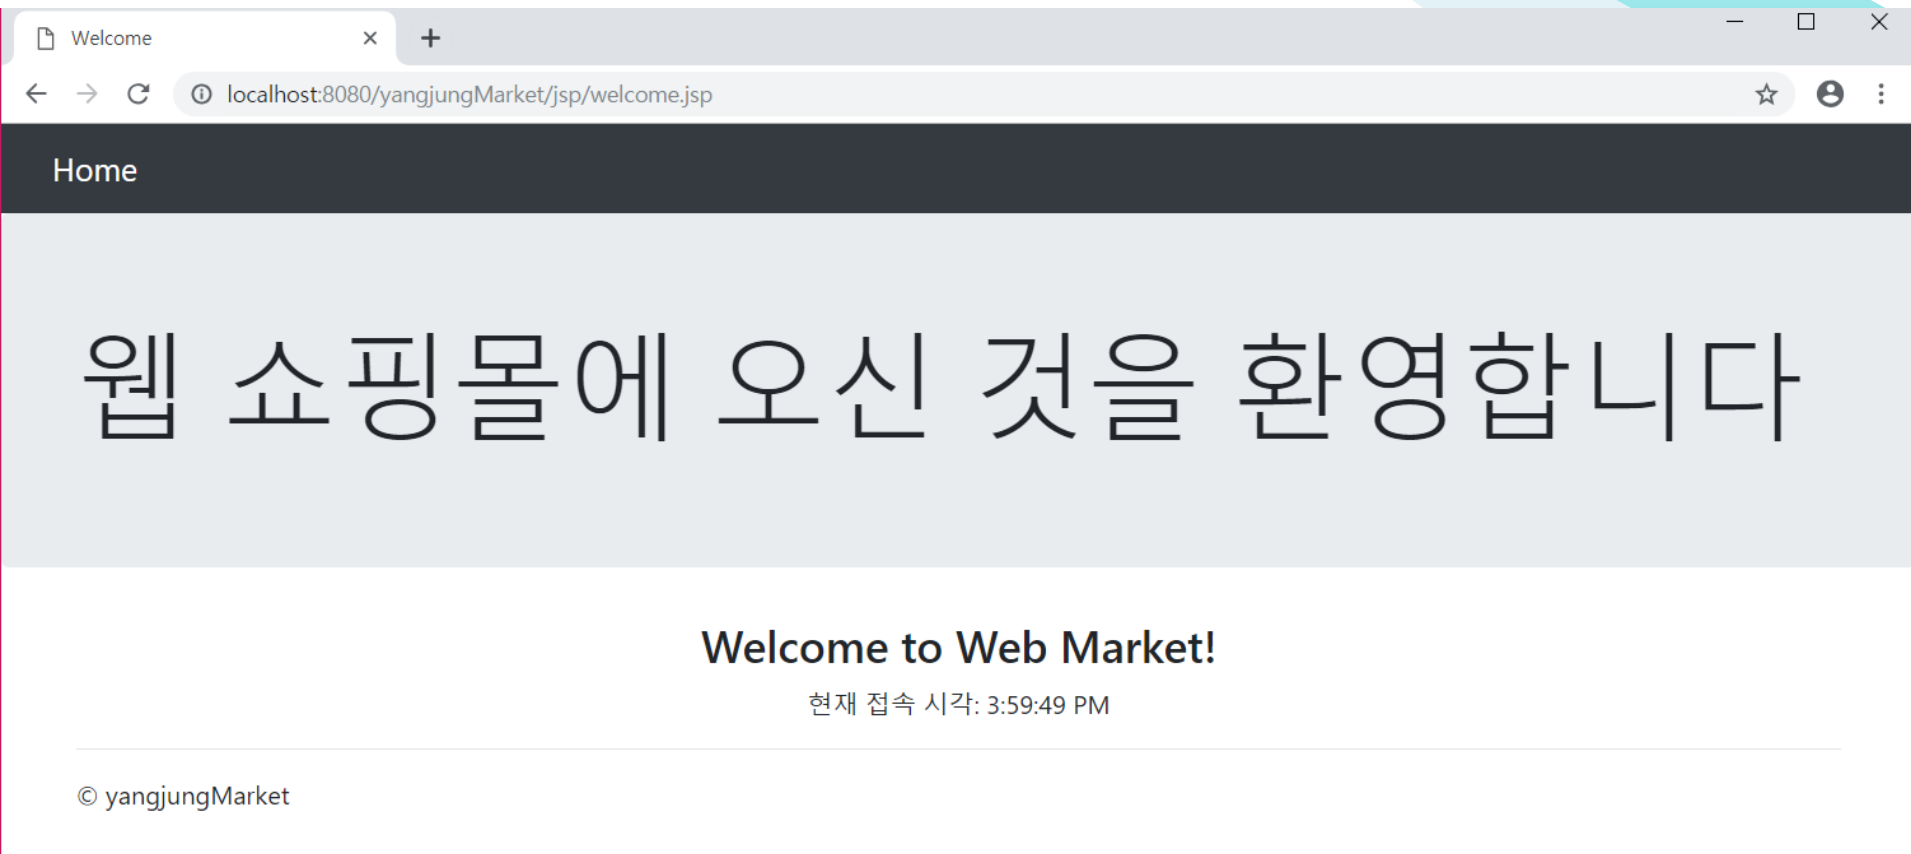 Welcome
localhost:8080/yangjungMarket/jsp/welcome.jsp
Home
웹 쇼핑몰에 오신 것을 환영합니다
Welcome to Web Market!
현재 접속 시각: 3:59:49 PM
© yangjungMarket